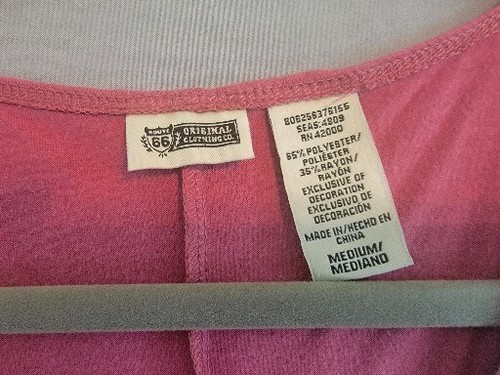 ROUTE
66
ORIGINAL
CLOTHING CO.
808258376155
SEAS:4809
RN 42000
65% POLYESTER/
POLIÉSTER
35% RAYON/
RAYÓN
EXCLUSIVE OF
DECORATION
EXCLUSIVO DE
DECORACIÓN
MADE IN/HECHO EN
CHINA
MEDIUM/
MEDIANO